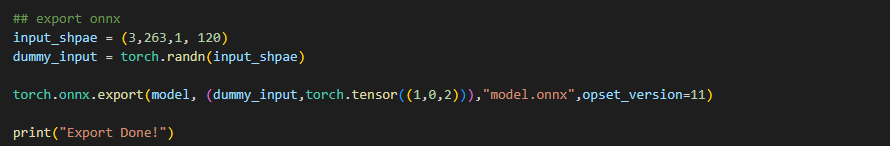 ## export onnx
input_shpae = (3,263,1, 120)
dummy_input = torch.randn(input_shpae)
torch.onnx.export(model, (dummy_input,torch.tensor((1,0,2))),"model.onnx",opset_version=11)
print("Export Done!")